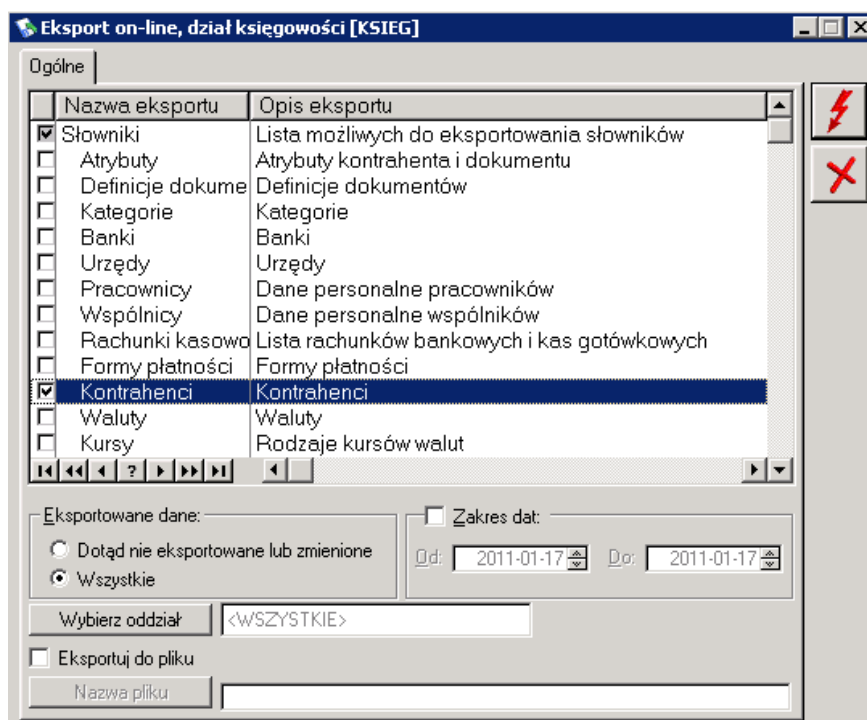 Eksport on-line, dział księgowości [KSIEG]
Ogólne
Nazwa eksportu Opis eksportu
Słowniki Lista możliwych do eksportowania słowników
Atrybuty Atrybuty kontrahenta i dokumentu
Definicje dokume Definicje dokumentów
Kategorie Kategorie
Banki Banki
Urzędy Urzędy
Pracownicy Dane personalne pracowników
Wspólnicy Dane personalne wspólników
Rachunki kasowo Lista rachunków bankowych i kas gotówkowych
Formy płatności Formy płatności
Kontrahenci Kontrahenci
Waluty Waluty
Kursy Rodzaje kursów walut
?
Eksportowane dane: Zakres dat:
Dotąd nie eksportowane lub zmienione
Od: 2011-01-17 Do: 2011-01-17
Wszystkie
Wybierz oddział <WSZYSTKIE>
Eksportuj do pliku
Nazwa pliku